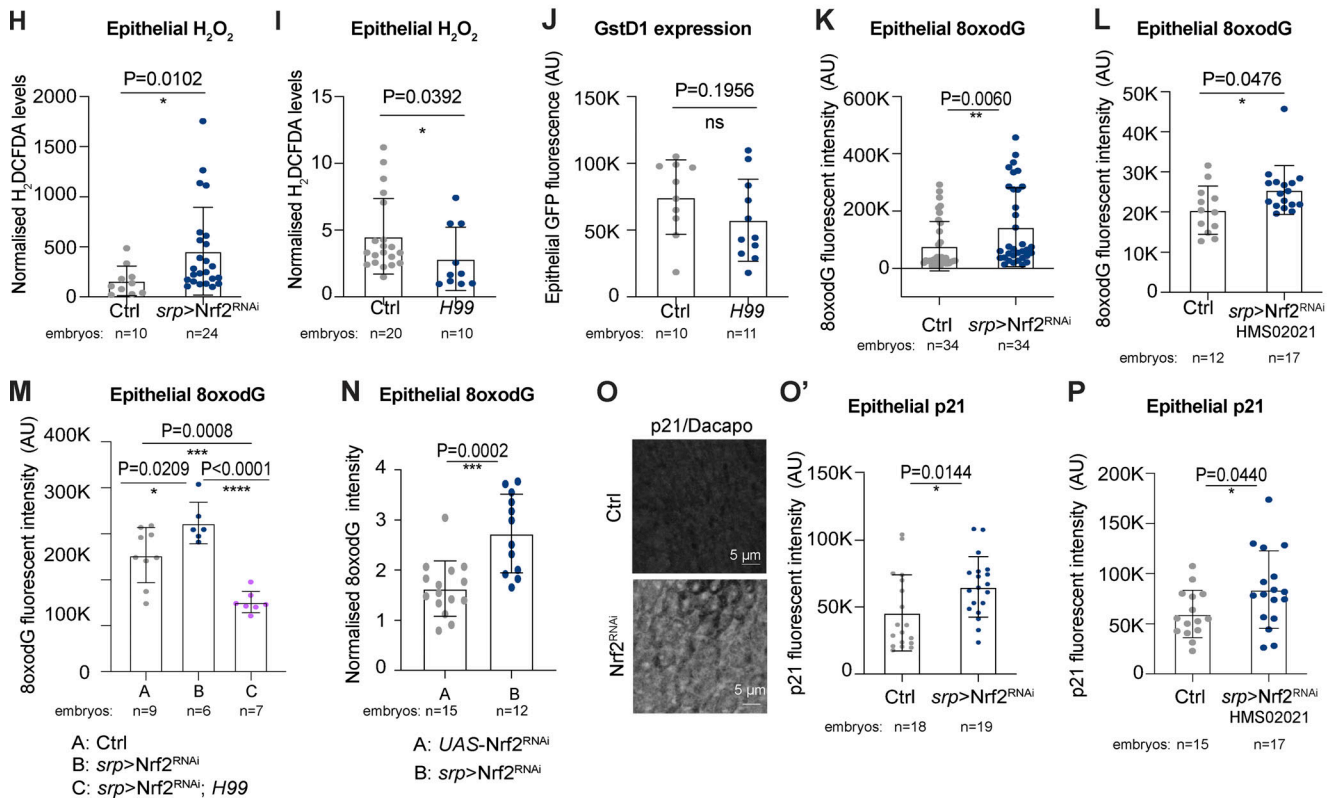 H
Epithelial H₂O₂
Normalised H₂DCFDA levels
2000
1500
1000
500
0
P=0.0102
*
Ctrl
srp>Nrf2ᴿᴺᴬⁱ
embryos: n=10 n=24
I
Epithelial H₂O₂
Normalised H₂DCFDA levels
15
10
5
0
P=0.0392
*
Ctrl
H99
embryos: n=20 n=10
J
GstD1 expression
Epithelial GFP fluorescence (AU)
150K
100K
50K
0
P=0.1956
ns
Ctrl
H99
embryos: n=10 n=11
K
Epithelial 8oxodG
8oxodG fluorescent intensity (AU)
600K
400K
200K
0
P=0.0060
**
Ctrl
srp>Nrf2ᴿᴺᴬⁱ
embryos: n=34 n=34
L
Epithelial 8oxodG
8oxodG fluorescent intensity (AU)
50K
40K
30K
20K
10K
0
P=0.0476
*
Ctrl
srp>Nrf2ᴿᴺᴬⁱ
HMS02021
embryos: n=12 n=17
M
Epithelial 8oxodG
8oxodG fluorescent intensity (AU)
400K
300K
200K
100K
0
P=0.0008
***
P=0.0209
*
P<0.0001
****
A B C
embryos: n=9 n=6 n=7
A: Ctrl
B: srp>Nrf2ᴿᴺᴬⁱ
C: srp>Nrf2ᴿᴺᴬⁱ; H99
N
Epithelial 8oxodG
Normalised 8oxodG intensity
4
3
2
1
0
P=0.0002
***
A B
embryos: n=15 n=12
A: UAS-Nrf2ᴿᴺᴬⁱ
B: srp>Nrf2ᴿᴺᴬⁱ
O
p21/Dacapo
Ctrl
5 µm
Nrf2ᴿᴺᴬⁱ
5 µm
O’
Epithelial p21
p21 fluorescent intensity (AU)
150K
100K
50K
0
P=0.0144
*
Ctrl
srp>Nrf2ᴿᴺᴬⁱ
embryos: n=18 n=19
P
Epithelial p21
p21 fluorescent intensity (AU)
200K
150K
100K
50K
0
P=0.0440
*
Ctrl
srp>Nrf2ᴿᴺᴬⁱ
HMS02021
embryos: n=15 n=17